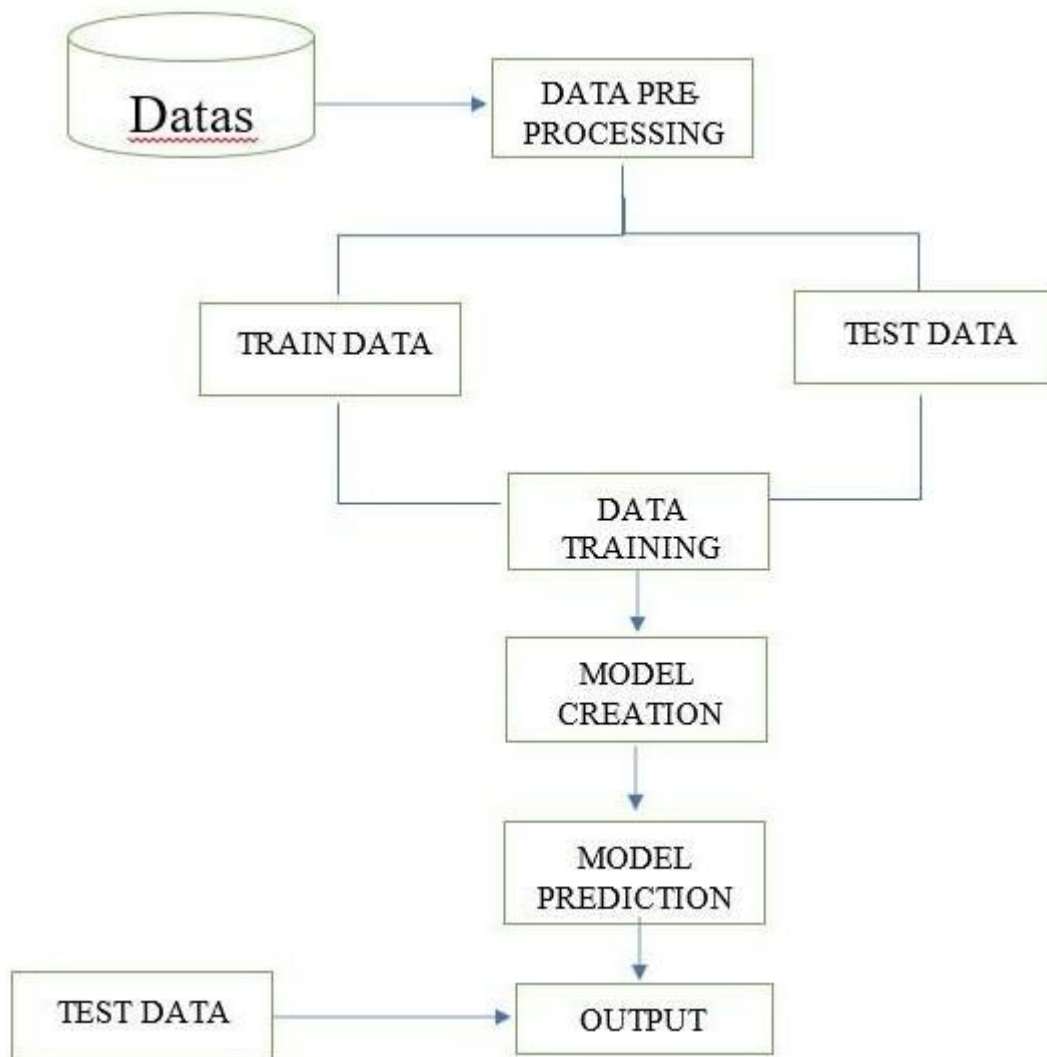 Datas
DATA PRE-
PROCESSING
TRAIN DATA
TEST DATA
DATA
TRAINING
MODEL
CREATION
MODEL
PREDICTION
TEST DATA
OUTPUT